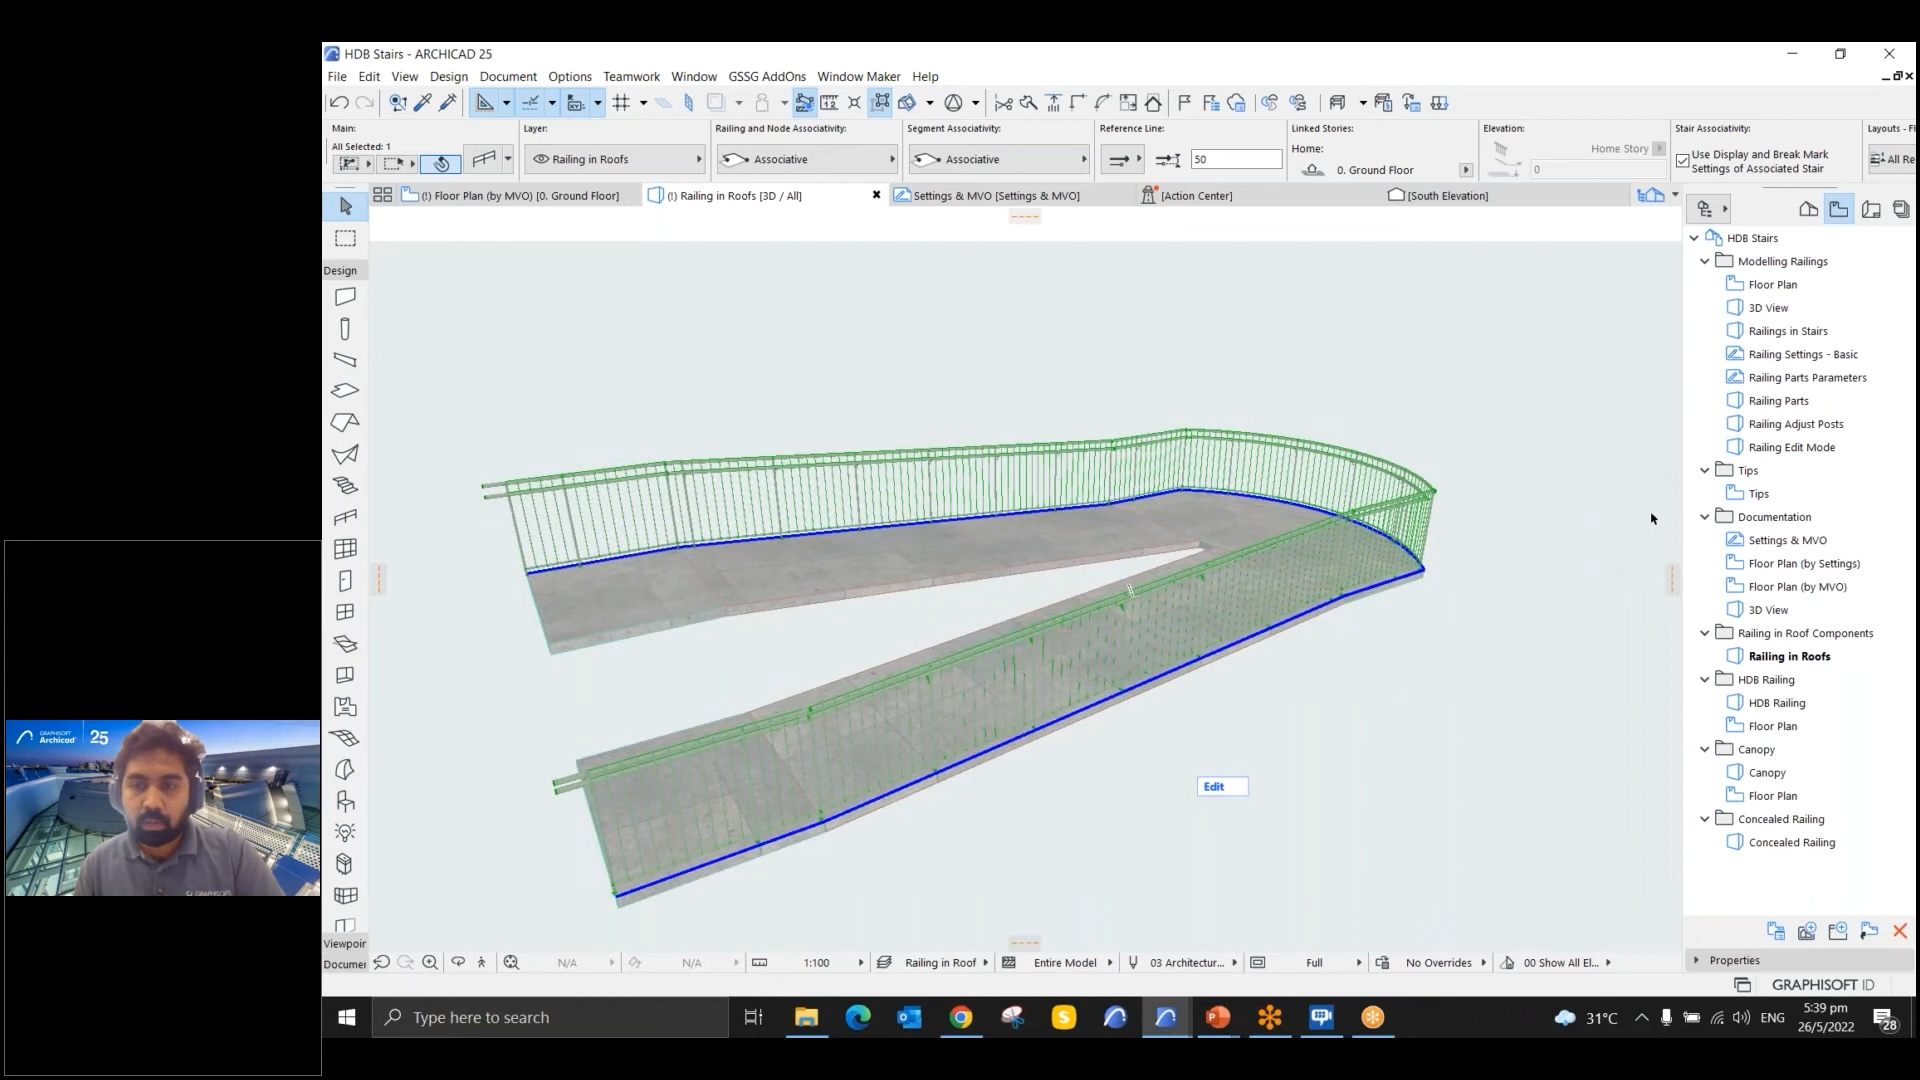 HDB Stairs - ARCHICAD 25
File Edit View Design Document Options Teamwork Window GSSG AddOns Window Maker Help
Main:
All Selected: 1
Layer:
Railing in Roofs
Railing and Node Associativity:
Associative
Segment Associativity:
Associative
Reference Line:
50
Linked Stories:
Home:
0. Ground Floor
Elevation:
Home Story
0
Stair Associativity:
Use Display and Break Mark
Settings of Associated Stair
Layouts - Fl
All Re
(!) Floor Plan (by MVO) [0. Ground Floor]
(!) Railing in Roofs [3D / All]
Settings & MVO [Settings & MVO]
[Action Center]
[South Elevation]
Design
HDB Stairs
Modelling Railings
Floor Plan
3D View
Railings in Stairs
Railing Settings - Basic
Railing Parts Parameters
Railing Parts
Railing Adjust Posts
Railing Edit Mode
Tips
Tips
Documentation
Settings & MVO
Floor Plan (by Settings)
Floor Plan (by MVO)
3D View
Railing in Roof Components
Railing in Roofs
HDB Railing
HDB Railing
Floor Plan
Canopy
Canopy
Floor Plan
Concealed Railing
Concealed Railing
Edit
GRAPHISOFT
Archicad
25
GRAPHISOFT
Viewpoir
Documer
N/A
N/A
1:100
Railing in Roof
Entire Model
03 Architectur...
Full
No Overrides
00 Show All El...
Properties
GRAPHISOFT ID
Type here to search
31°C
ENG
5:39 pm
26/5/2022
28